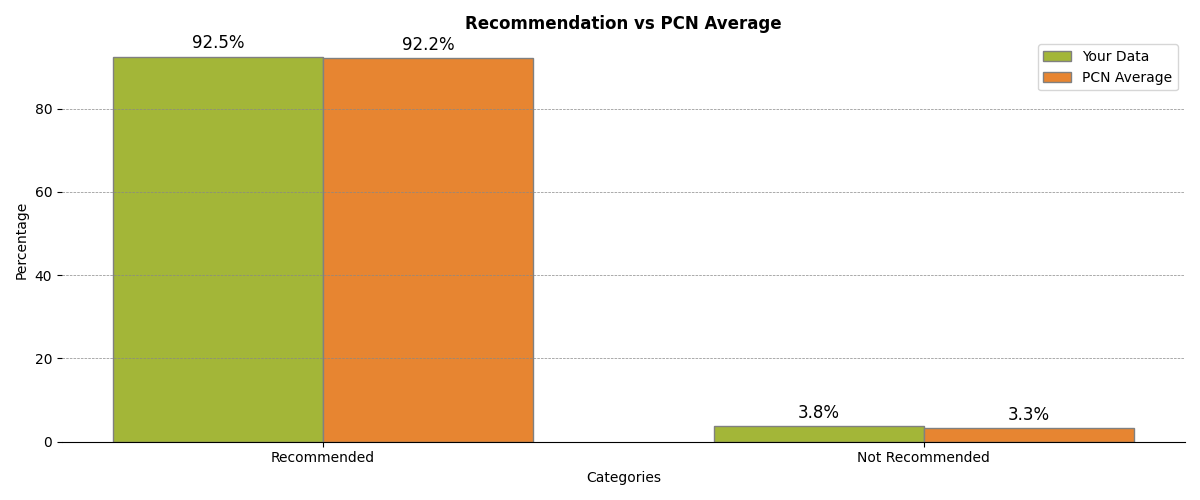 Recommendation vs PCN Average
92.5%
92.2%
Your Data
PCN Average
80
60
40
20
0
Percentage
3.8%
3.3%
Recommended
Not Recommended
Categories